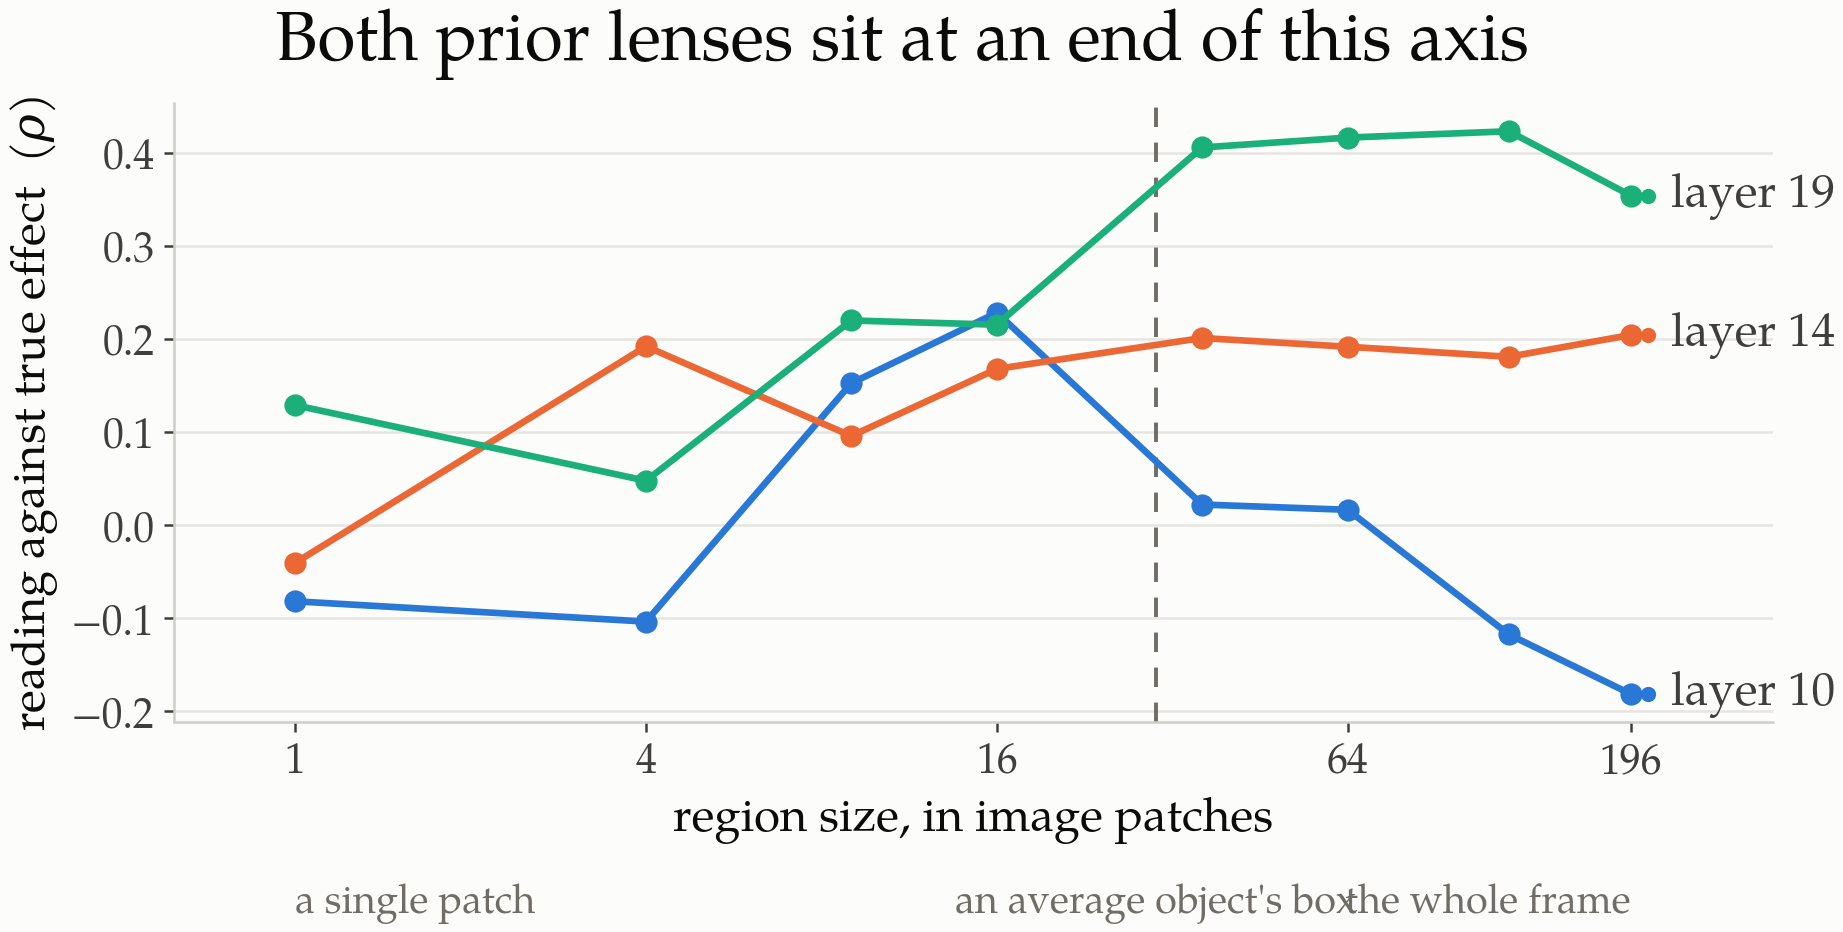 Both prior lenses sit at an end of this axis
reading against true effect (ρ)
0.4
0.3
0.2
0.1
0.0
−0.1
−0.2
layer 19
layer 14
layer 10
1 4 16 64 196
region size, in image patches
a single patch an average object's box the whole frame